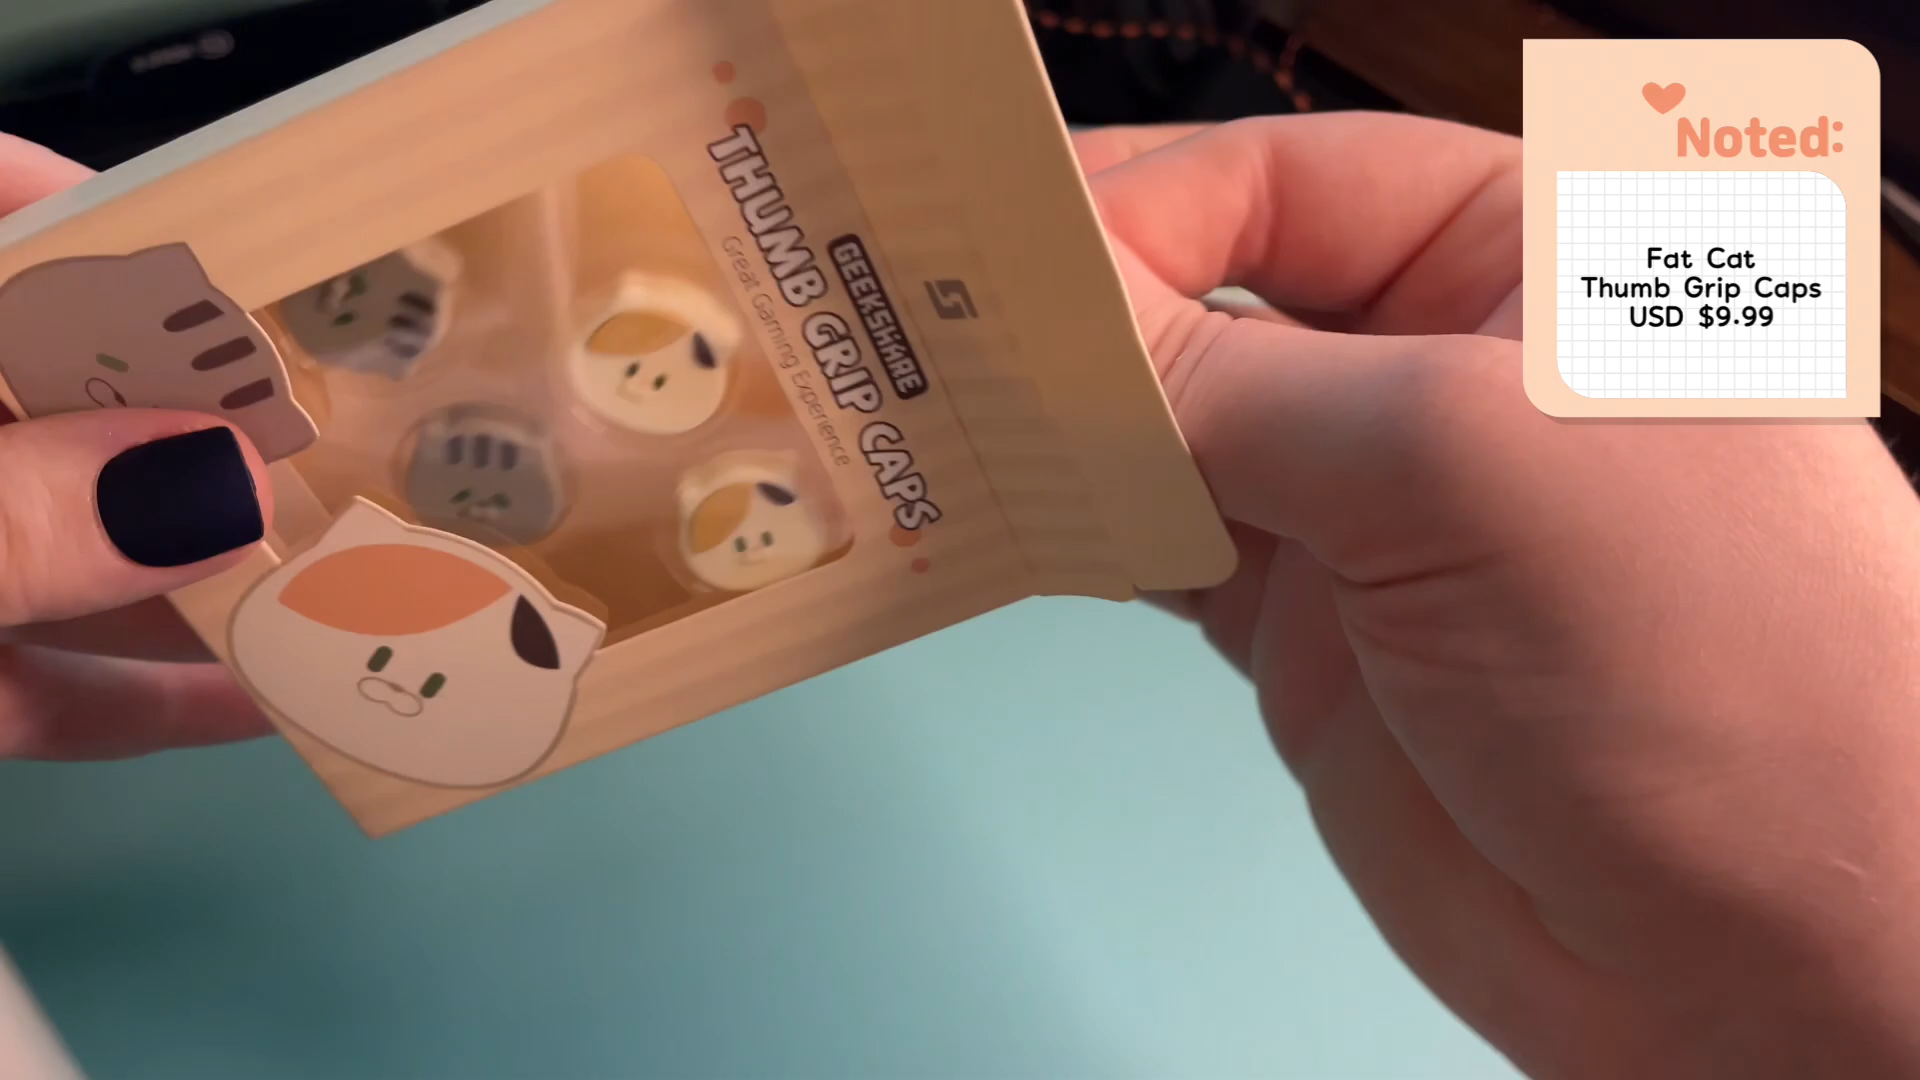 THUMB GRIP CAPS
Great Gaming Experience
GEEKSHARE
Noted:
Fat Cat
Thumb Grip Caps
USD $9.99